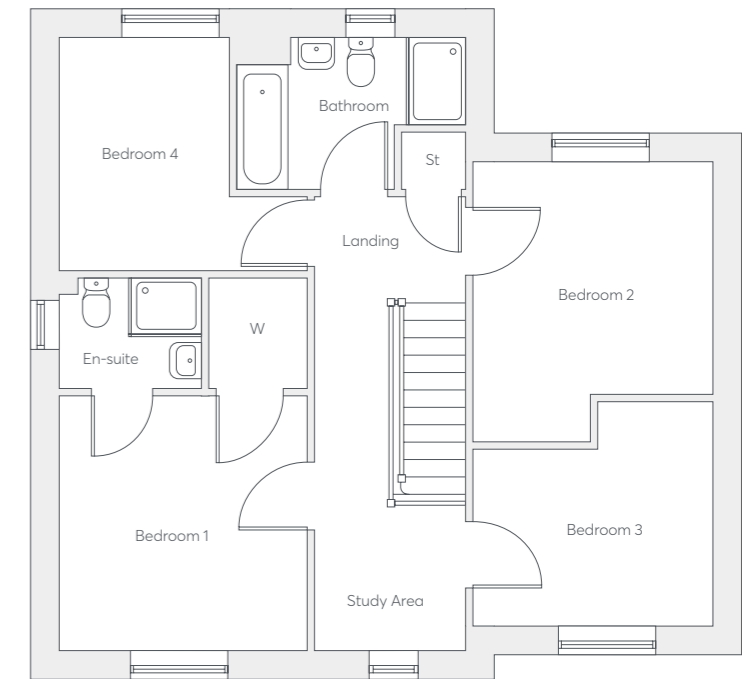 Bathroom
Bedroom 4
St
Landing
Bedroom 2
W
En-suite
Bedroom 3
Bedroom 1
Study Area